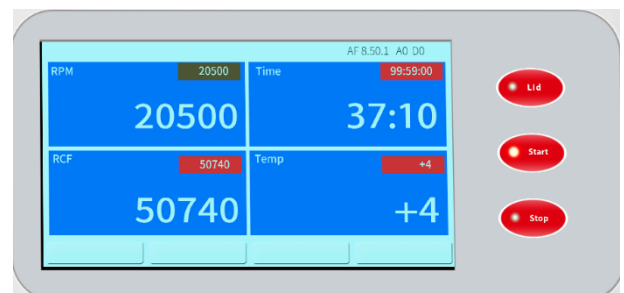 AF 8.50.1 A0 D0
RPM 20500
20500
Time 99:59:00
37:10
RCF 50740
50740
Temp +4
+4
Lid
Start
Stop